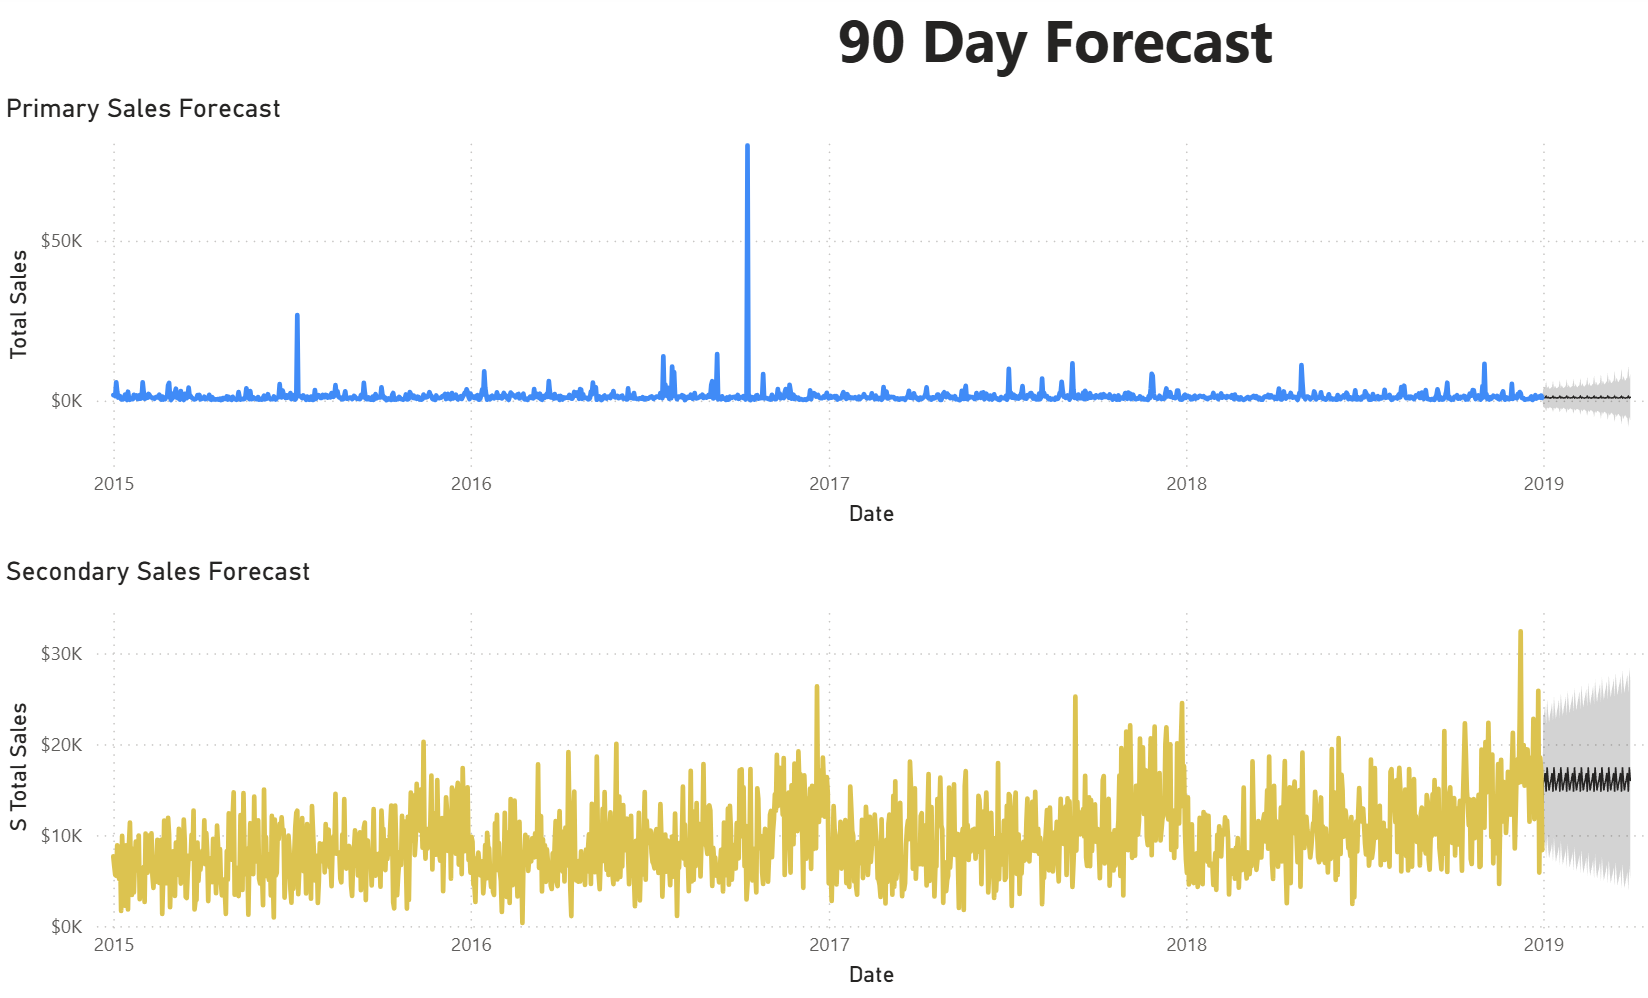 90 Day Forecast
Primary Sales Forecast
Total Sales
$50K
$0K
2015 2016 2017 2018 2019
Date
Secondary Sales Forecast
S Total Sales
$30K
$20K
$10K
$0K
2015 2016 2017 2018 2019
Date